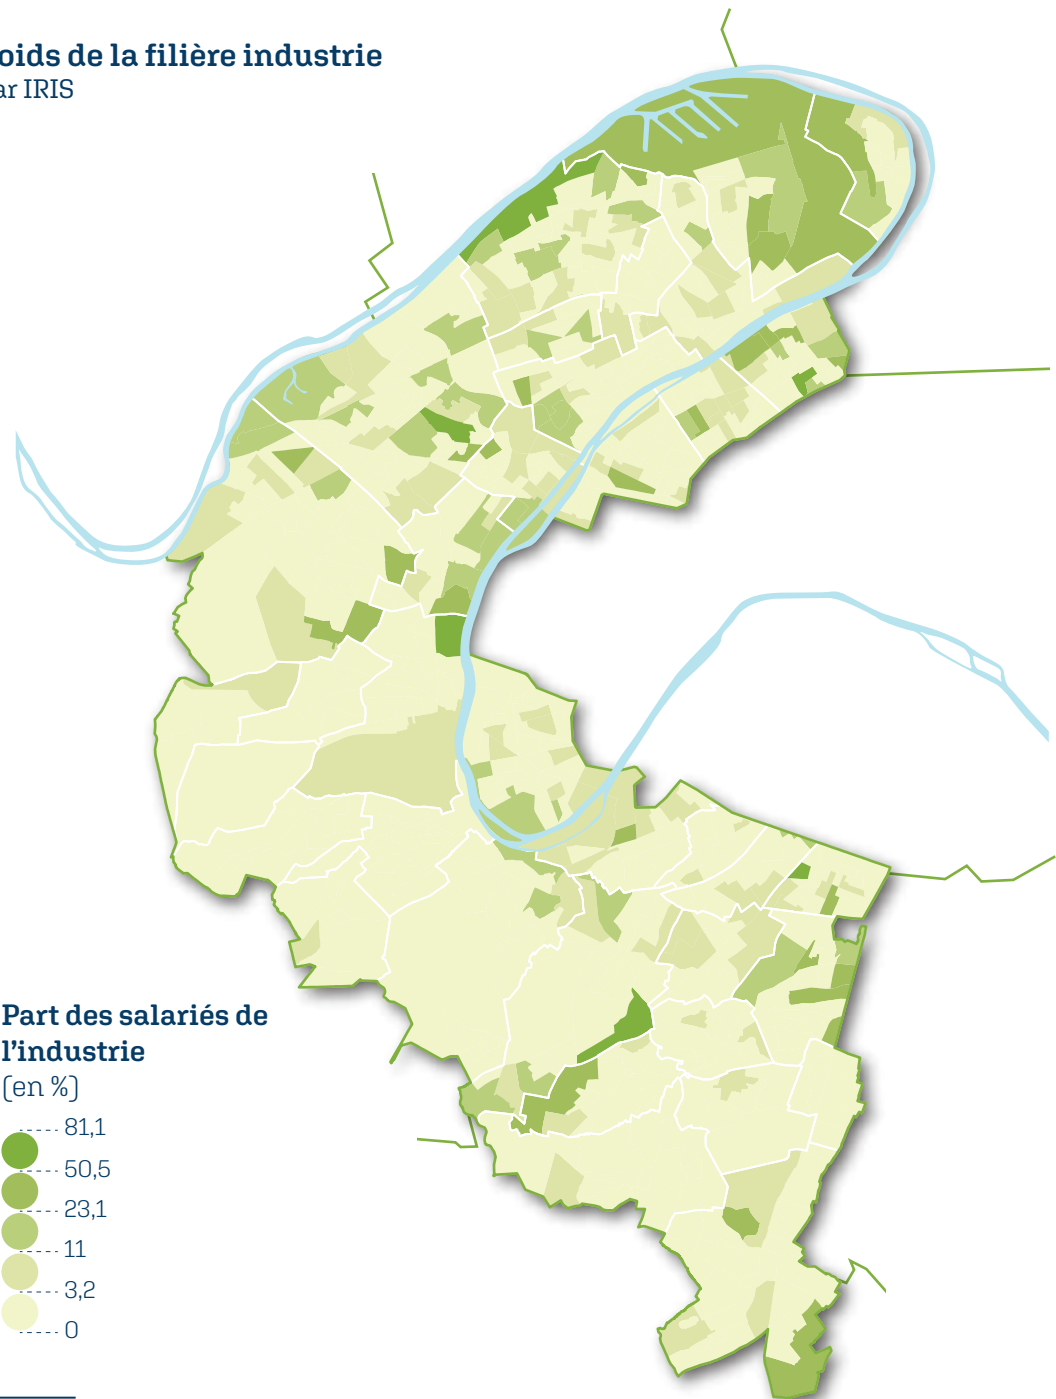 oids de la filière industrie
ar IRIS
Part des salariés de
l'industrie
(en %)
81,1
50,5
23,1
11
3,2
0